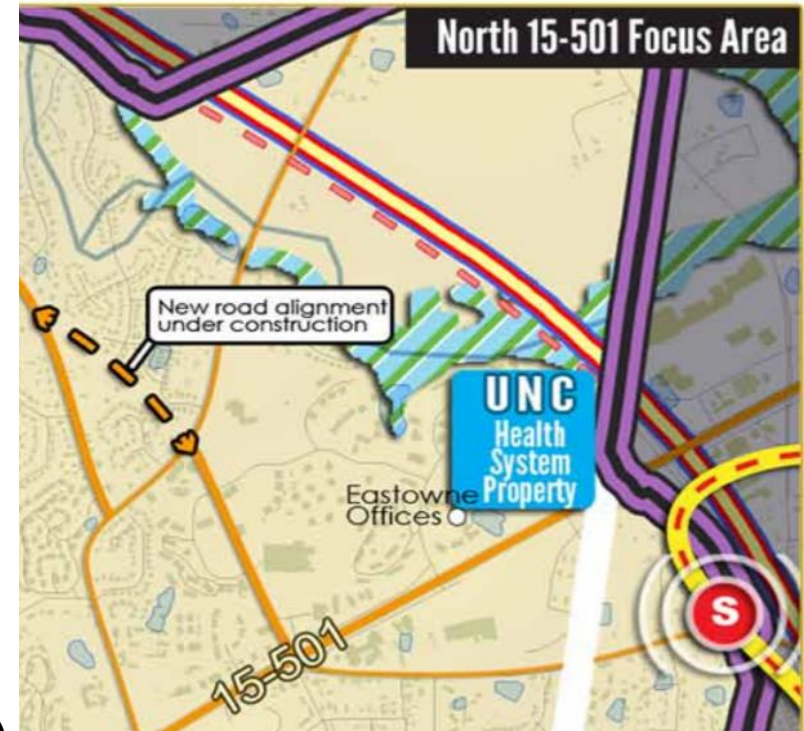 North 15-501 Focus Area
New road alignment
under construction
UNC
Health
System
Property
Eastowne
Offices
15-501
S
)